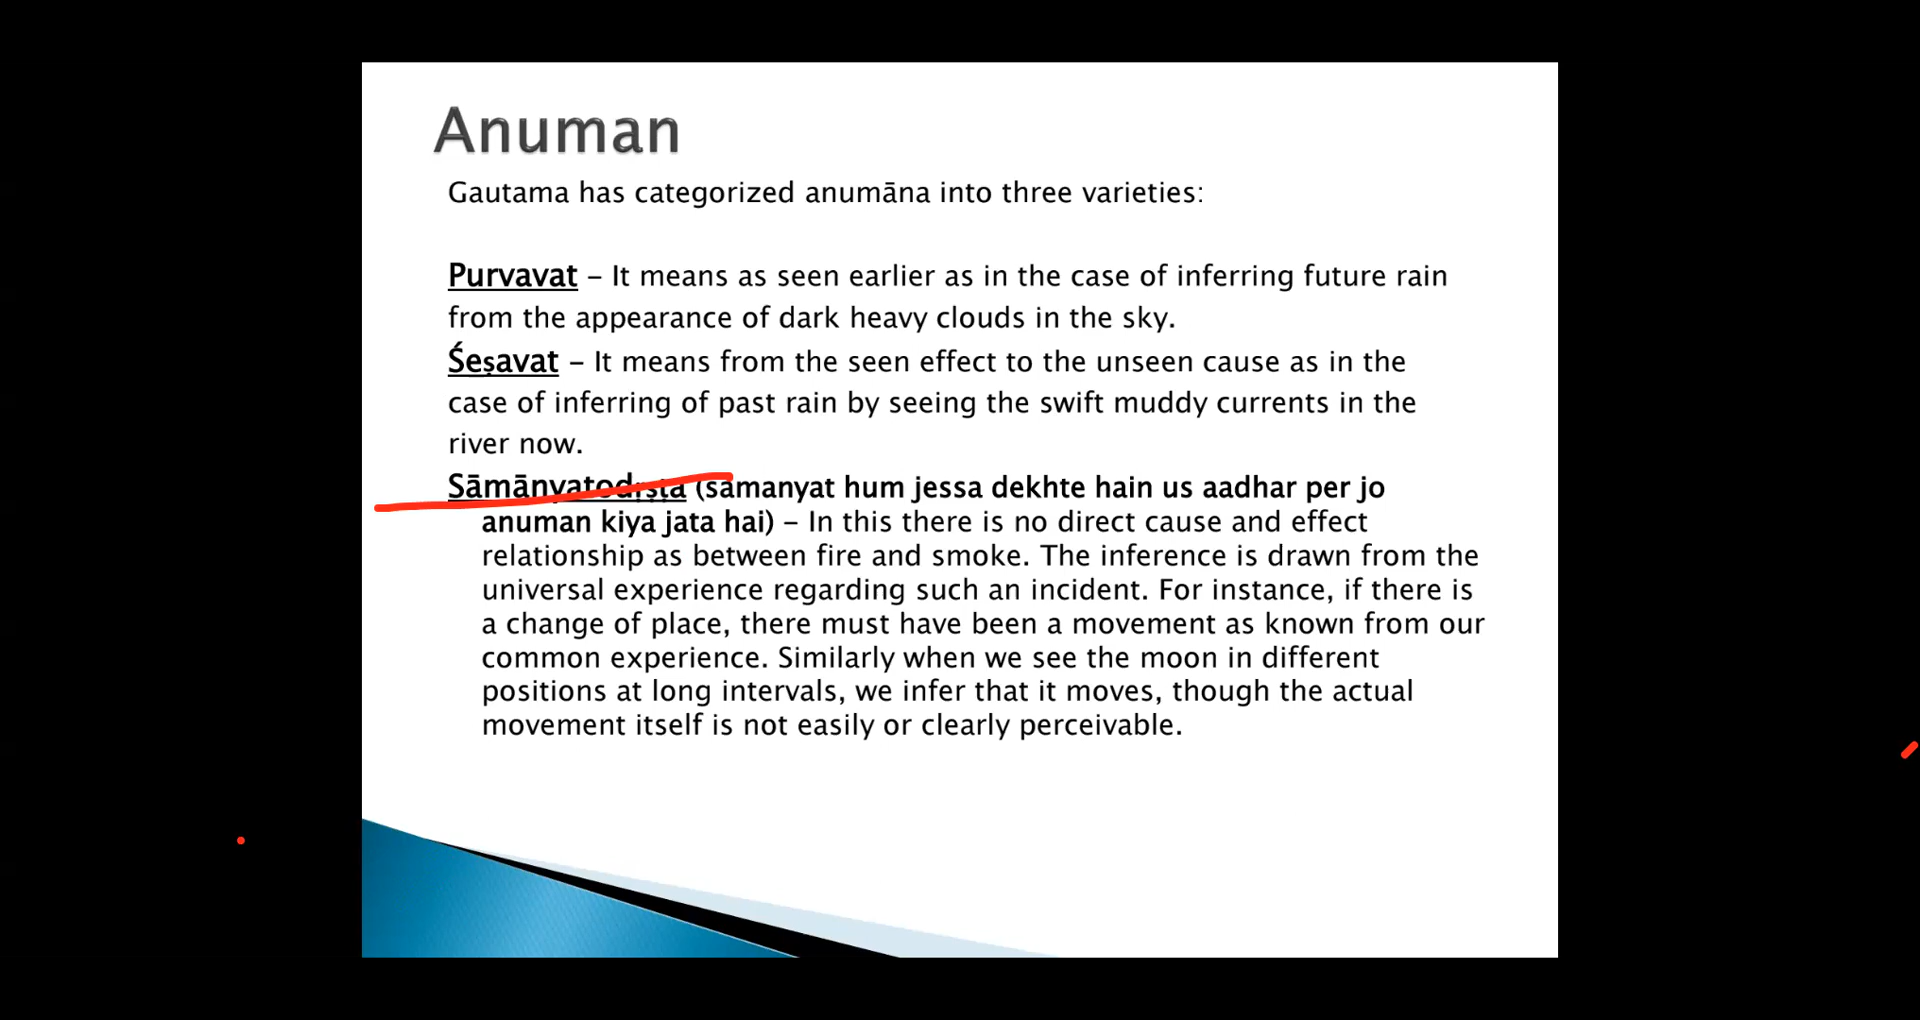 Anuman
Gautama has categorized anumāna into three varieties:
Purvavat – It means as seen earlier as in the case of inferring future rain
from the appearance of dark heavy clouds in the sky.
Śeṣavat – It means from the seen effect to the unseen cause as in the
case of inferring of past rain by seeing the swift muddy currents in the
river now.
Sāmānyatodṛṣṭa (samanyat hum jessa dekhte hain us aadhar per jo
anuman kiya jata hai) – In this there is no direct cause and effect
relationship as between fire and smoke. The inference is drawn from the
universal experience regarding such an incident. For instance, if there is
a change of place, there must have been a movement as known from our
common experience. Similarly when we see the moon in different
positions at long intervals, we infer that it moves, though the actual
movement itself is not easily or clearly perceivable.